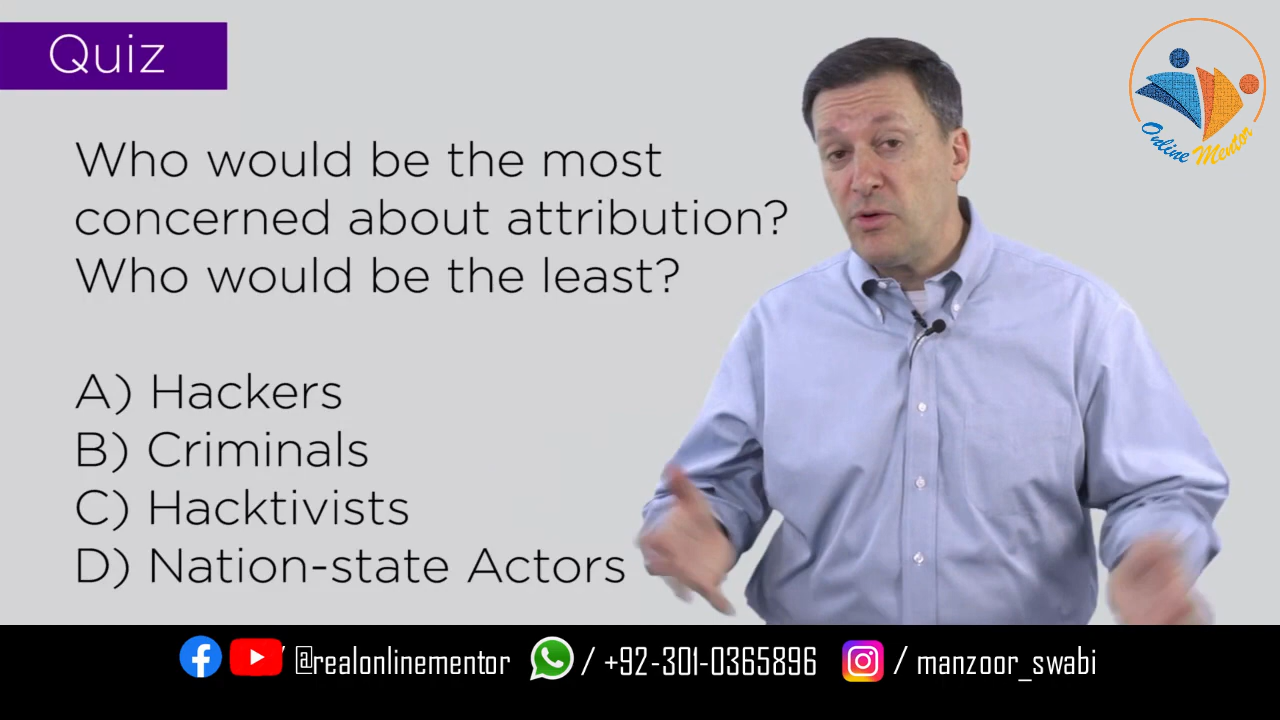 Quiz
Online Mentor
Who would be the most
concerned about attribution?
Who would be the least?
A) Hackers
B) Criminals
C) Hacktivists
D) Nation-state Actors
/ @realonlinementor / +92-301-0365896 / manzoor_swabi